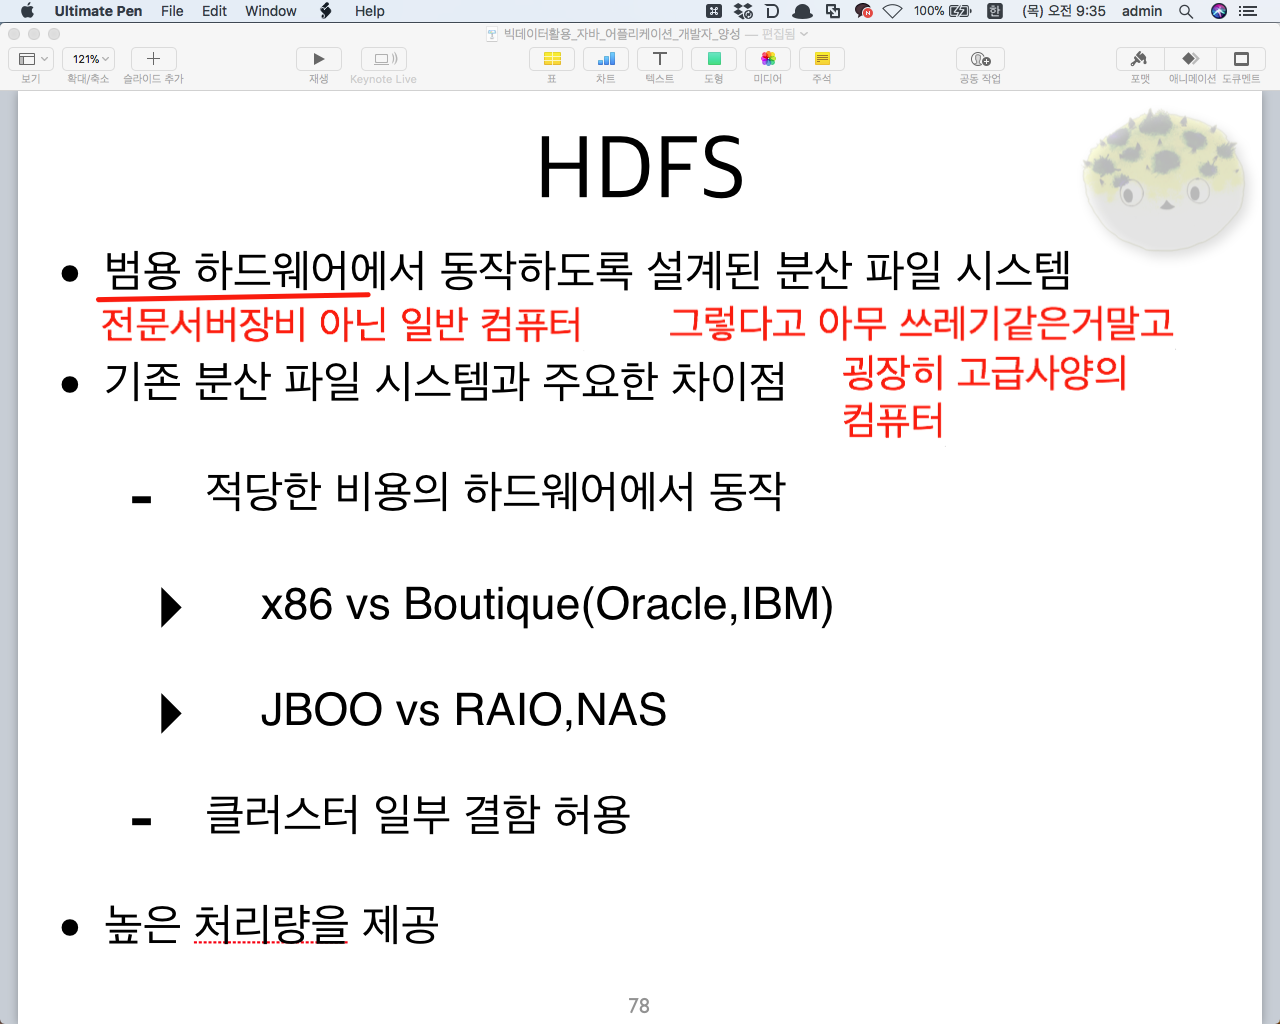 Ultimate Pen File Edit Window Help 100% 한 (목) 오전 9:35 admin
빅데이터활용_자바_어플리케이션_개발자_양성 — 편집됨
121%
보기 확대/축소 슬라이드 추가 재생 Keynote Live 표 차트 텍스트 도형 미디어 주석 공동 작업 포맷 애니메이션 도큐멘트
HDFS
• 범용 하드웨어에서 동작하도록 설계된 분산 파일 시스템
전문서버장비 아닌 일반 컴퓨터 그렇다고 아무 쓰레기같은거말고
• 기존 분산 파일 시스템과 주요한 차이점 굉장히 고급사양의
컴퓨터
- 적당한 비용의 하드웨어에서 동작
x86 vs Boutique(Oracle,IBM)
JBOO vs RAIO,NAS
- 클러스터 일부 결함 허용
• 높은 처리량을 제공
78